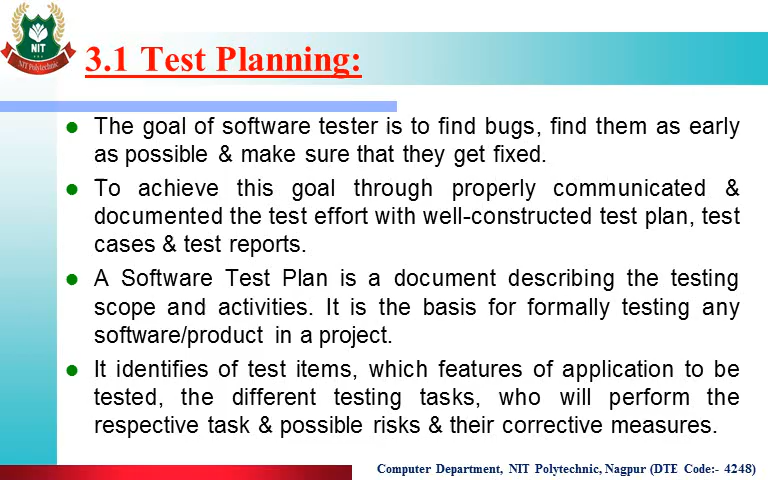 NIT
NIT Polytechnic
3.1 Test Planning:
The goal of software tester is to find bugs, find them as early
as possible & make sure that they get fixed.
To achieve this goal through properly communicated &
documented the test effort with well-constructed test plan, test
cases & test reports.
A Software Test Plan is a document describing the testing
scope and activities. It is the basis for formally testing any
software/product in a project.
It identifies of test items, which features of application to be
tested, the different testing tasks, who will perform the
respective task & possible risks & their corrective measures.
Computer Department, NIT Polytechnic, Nagpur (DTE Code:- 4248)